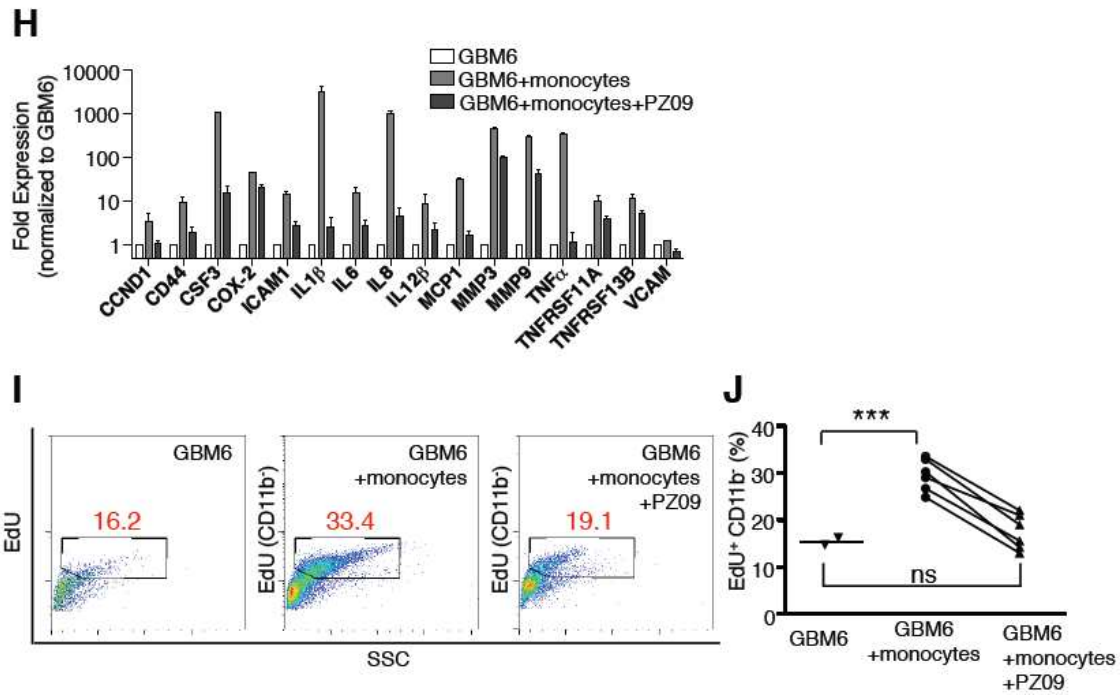 H
Fold Expression
(normalized to GBM6)
10000
1000
100
10
1
GBM6
GBM6+monocytes
GBM6+monocytes+PZ09
CCND1
CD44
CSF3
COX-2
ICAM1
IL1β
IL6
IL8
IL12β
MCP1
MMP3
MMP9
TNFα
TNFRSF11A
TNFRSF13B
VCAM
I
EdU
GBM6
16.2
EdU (CD11b⁻)
GBM6
+monocytes
33.4
EdU (CD11b⁻)
GBM6
+monocytes
+PZ09
19.1
SSC
J
EdU⁺ CD11b⁻ (%)
40
30
20
10
0
***
ns
GBM6
GBM6
+monocytes
GBM6
+monocytes
+PZ09